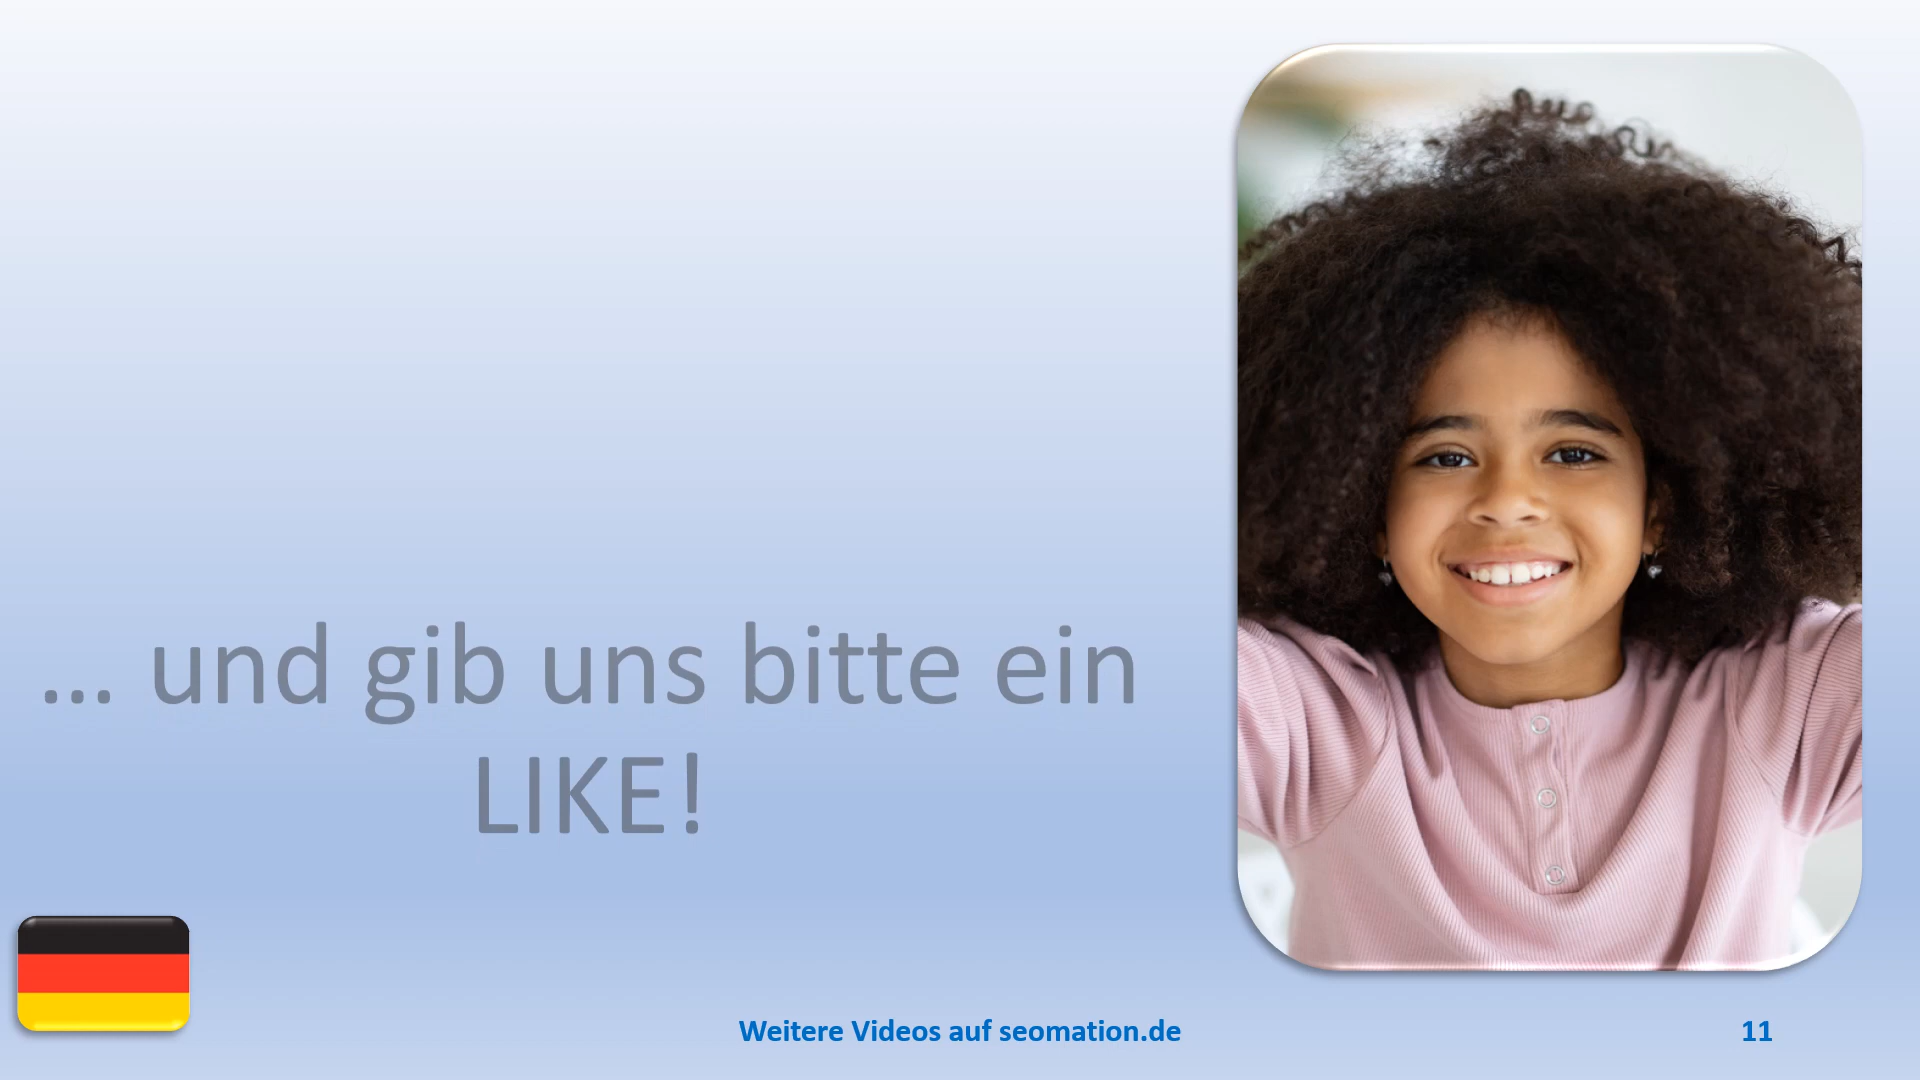 ... und gib uns bitte ein
LIKE!
Weitere Videos auf seomation.de
11